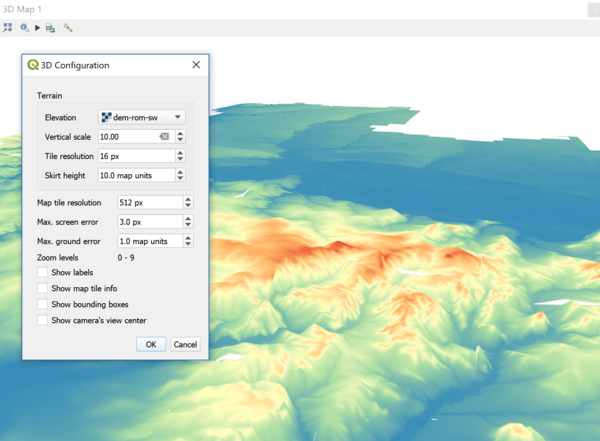 3D Map 1
3D Configuration
Terrain
Elevation dem-rom-sw
Vertical scale 10.00
Tile resolution 16 px
Skirt height 10.0 map units
Map tile resolution 512 px
Max. screen error 3.0 px
Max. ground error 1.0 map units
Zoom levels 0 - 9
Show labels
Show map tile info
Show bounding boxes
Show camera's view center
OK Cancel